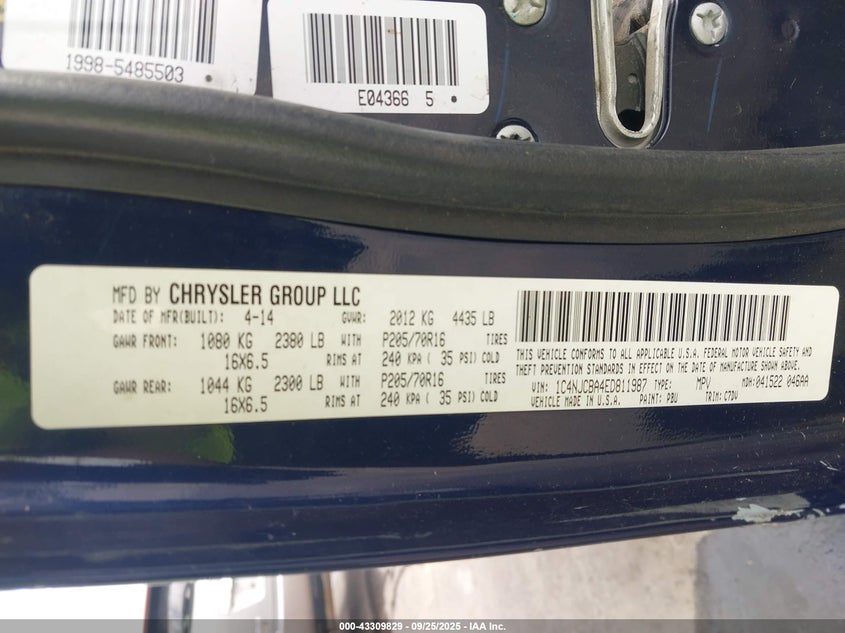 1998-5485503
E04366 5
MFD BY CHRYSLER GROUP LLC
DATE OF MFR(BUILT): 4-14 GVWR: 2012 KG 4435 LB
GAWR FRONT: 1080 KG 2380 LB WITH P205/70R16 TIRES
16X6.5 RIMS AT 240 KPA ( 35 PSI) COLD
GAWR REAR: 1044 KG 2300 LB WITH P205/70R16 TIRES
16X6.5 RIMS AT 240 KPA ( 35 PSI) COLD
THIS VEHICLE CONFORMS TO ALL APPLICABLE U.S.A. FEDERAL MOTOR VEHICLE SAFETY AND
THEFT PREVENTION STANDARDS IN EFFECT ON THE DATE OF MANUFACTURE SHOWN ABOVE.
VIN: 1C4NJCBA4ED811987 TYPE: MPV MDH:041522 046AA
VEHICLE MADE IN U.S.A. PAINT: PBU TRIM: C7DV
000-43309829 - 09/25/2025 - IAA Inc.